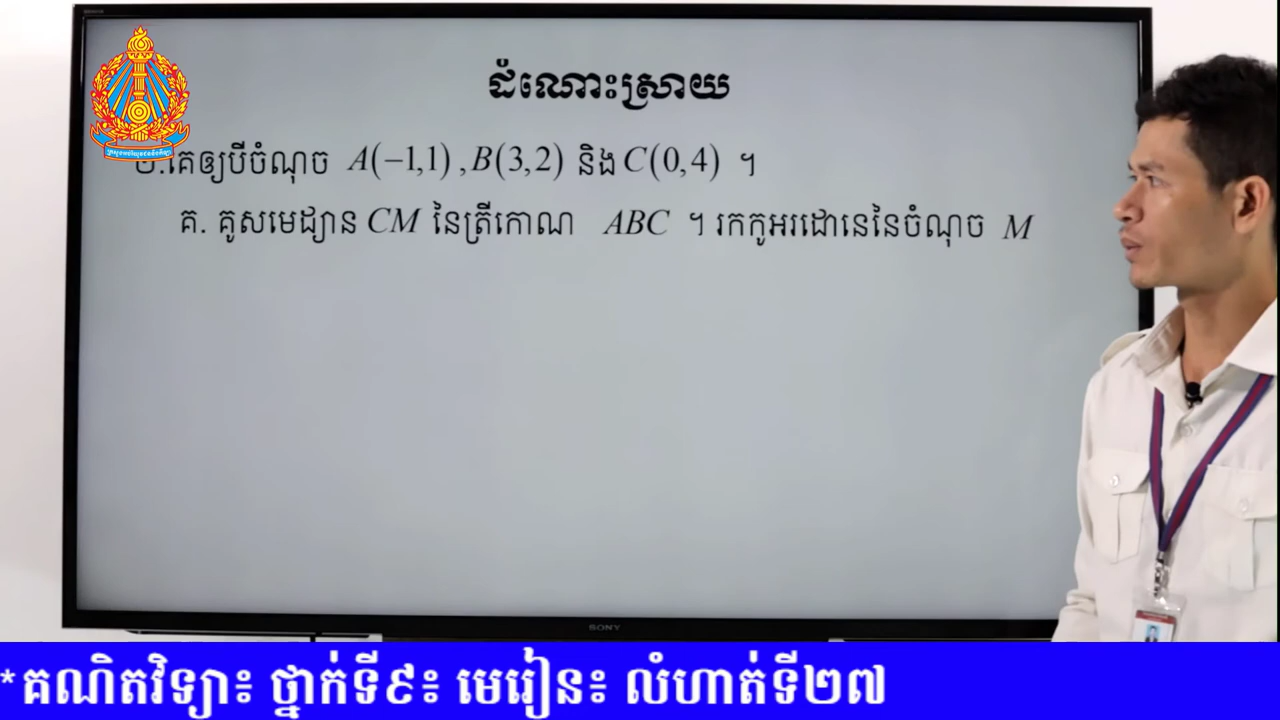 ដំណោះស្រាយ
គេឲ្យបីចំណុច A(−1,1) ,B(3,2) និង C(0,4) ។
គ. គូសមេដ្យាន CM នៃត្រីកោណ ABC ។ រកកូអរដោនេនៃចំណុច M
SONY
*គណិតវិទ្យា៖ ថ្នាក់ទី៩៖ មេរៀន៖ លំហាត់ទី២៧